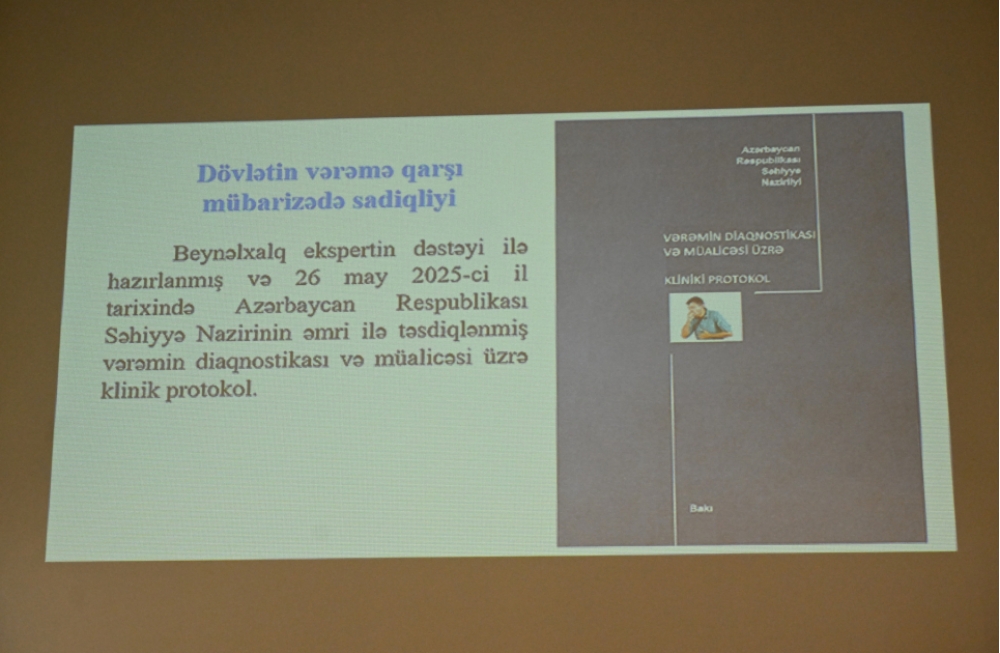 Dövlətin vərəmə qarşı
mübarizədə sadiqliyi
Beynəlxalq ekspertin dəstəyi ilə
hazırlanmış və 26 may 2025-ci il
tarixində Azərbaycan Respublikası
Səhiyyə Nazirinin əmri ilə təsdiqlənmiş
vərəmin diaqnostikası və müalicəsi üzrə
klinik protokol.
Azərbaycan
Respublikası
Səhiyyə
Nazirliyi
VƏRƏMİN DİAQNOSTİKASI
VƏ MÜALİCƏSİ ÜZRƏ
KLİNİKİ PROTOKOL
Bakı